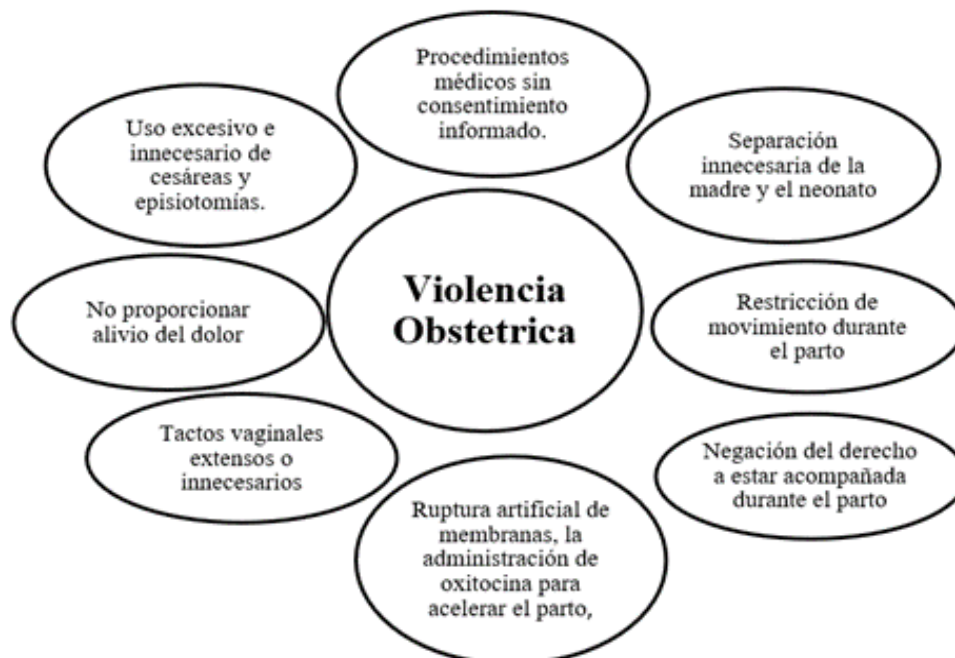 Procedimientos
médicos sin
consentimiento
informado.
Uso excesivo e
innecesario de
cesáreas y
episiotomías.
Separación
innecesaria de la
madre y el neonato
No proporcionar
alivio del dolor
Violencia
Obstetrica
Restricción de
movimiento durante
el parto
Tactos vaginales
extensos o
innecesarios
Negación del derecho
a estar acompañada
durante el parto
Ruptura artificial de
membranas, la
administración de
oxitocina para
acelerar el parto,